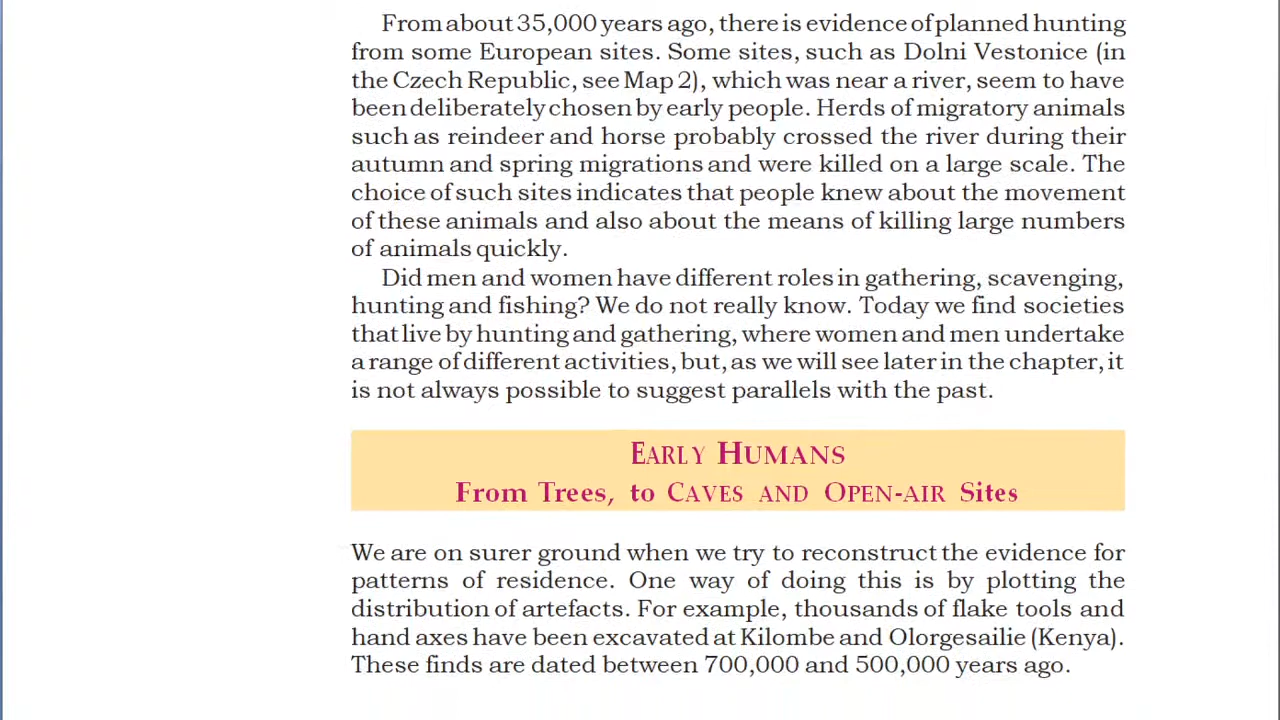 From about 35,000 years ago, there is evidence of planned hunting
from some European sites. Some sites, such as Dolni Vestonice (in
the Czech Republic, see Map 2), which was near a river, seem to have
been deliberately chosen by early people. Herds of migratory animals
such as reindeer and horse probably crossed the river during their
autumn and spring migrations and were killed on a large scale. The
choice of such sites indicates that people knew about the movement
of these animals and also about the means of killing large numbers
of animals quickly.
Did men and women have different roles in gathering, scavenging,
hunting and fishing? We do not really know. Today we find societies
that live by hunting and gathering, where women and men undertake
a range of different activities, but, as we will see later in the chapter, it
is not always possible to suggest parallels with the past.
EARLY HUMANS
From Trees, to CAVES AND OPEN-AIR Sites
We are on surer ground when we try to reconstruct the evidence for
patterns of residence. One way of doing this is by plotting the
distribution of artefacts. For example, thousands of flake tools and
hand axes have been excavated at Kilombe and Olorgesailie (Kenya).
These finds are dated between 700,000 and 500,000 years ago.